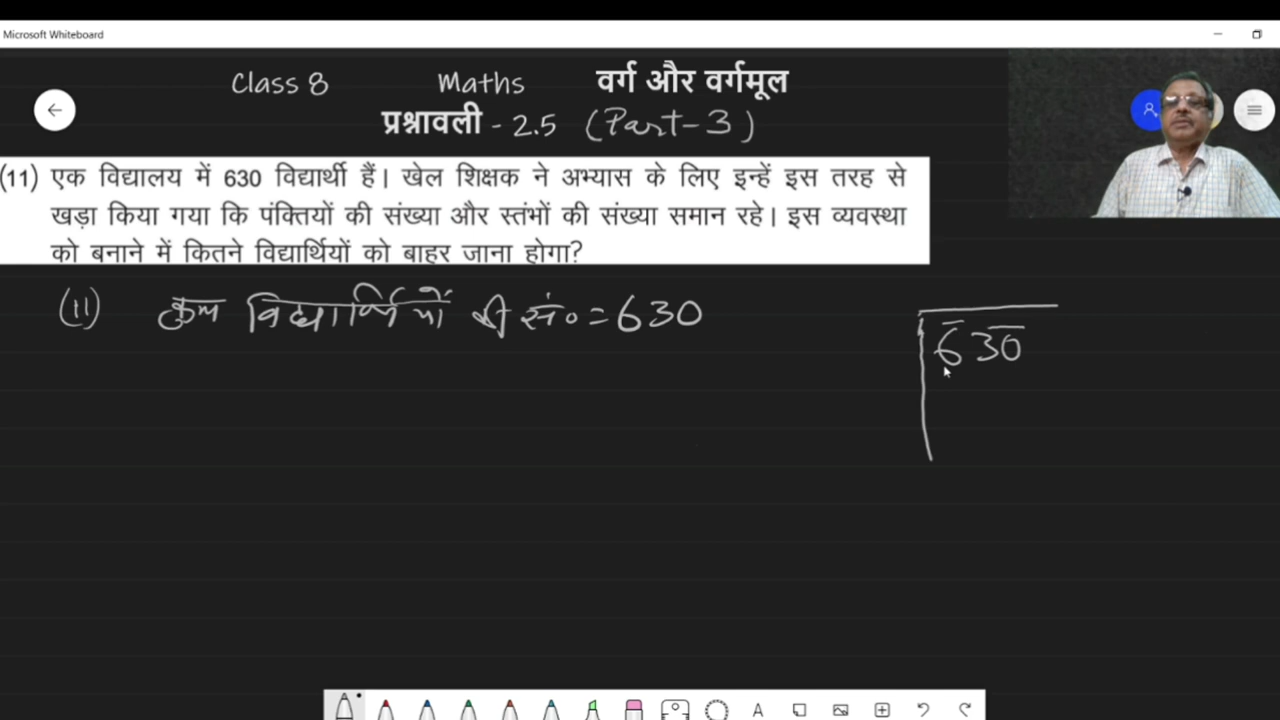 Microsoft Whiteboard
Class 8 Maths वर्ग और वर्गमूल
प्रश्नावली - 2.5 (Part-3)
(11) एक विद्यालय में 630 विद्यार्थी हैं। खेल शिक्षक ने अभ्यास के लिए इन्हें इस तरह से
खड़ा किया गया कि पंक्तियों की संख्या और स्तंभों की संख्या समान रहे। इस व्यवस्था
को बनाने में कितने विद्यार्थियों को बाहर जाना होगा?
(11) कुल विद्यार्थियों की सं० = 630
630